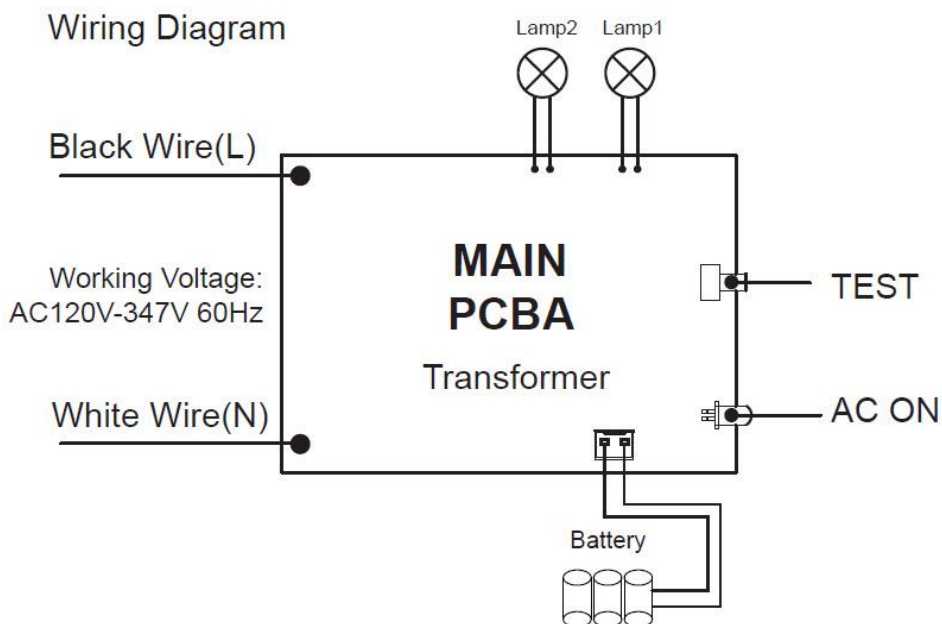 Wiring Diagram
Lamp2
Lamp1
Black Wire(L)
MAIN
PCBA
Working Voltage:
AC120V-347V 60Hz
TEST
Transformer
White Wire(N)
AC ON
Battery